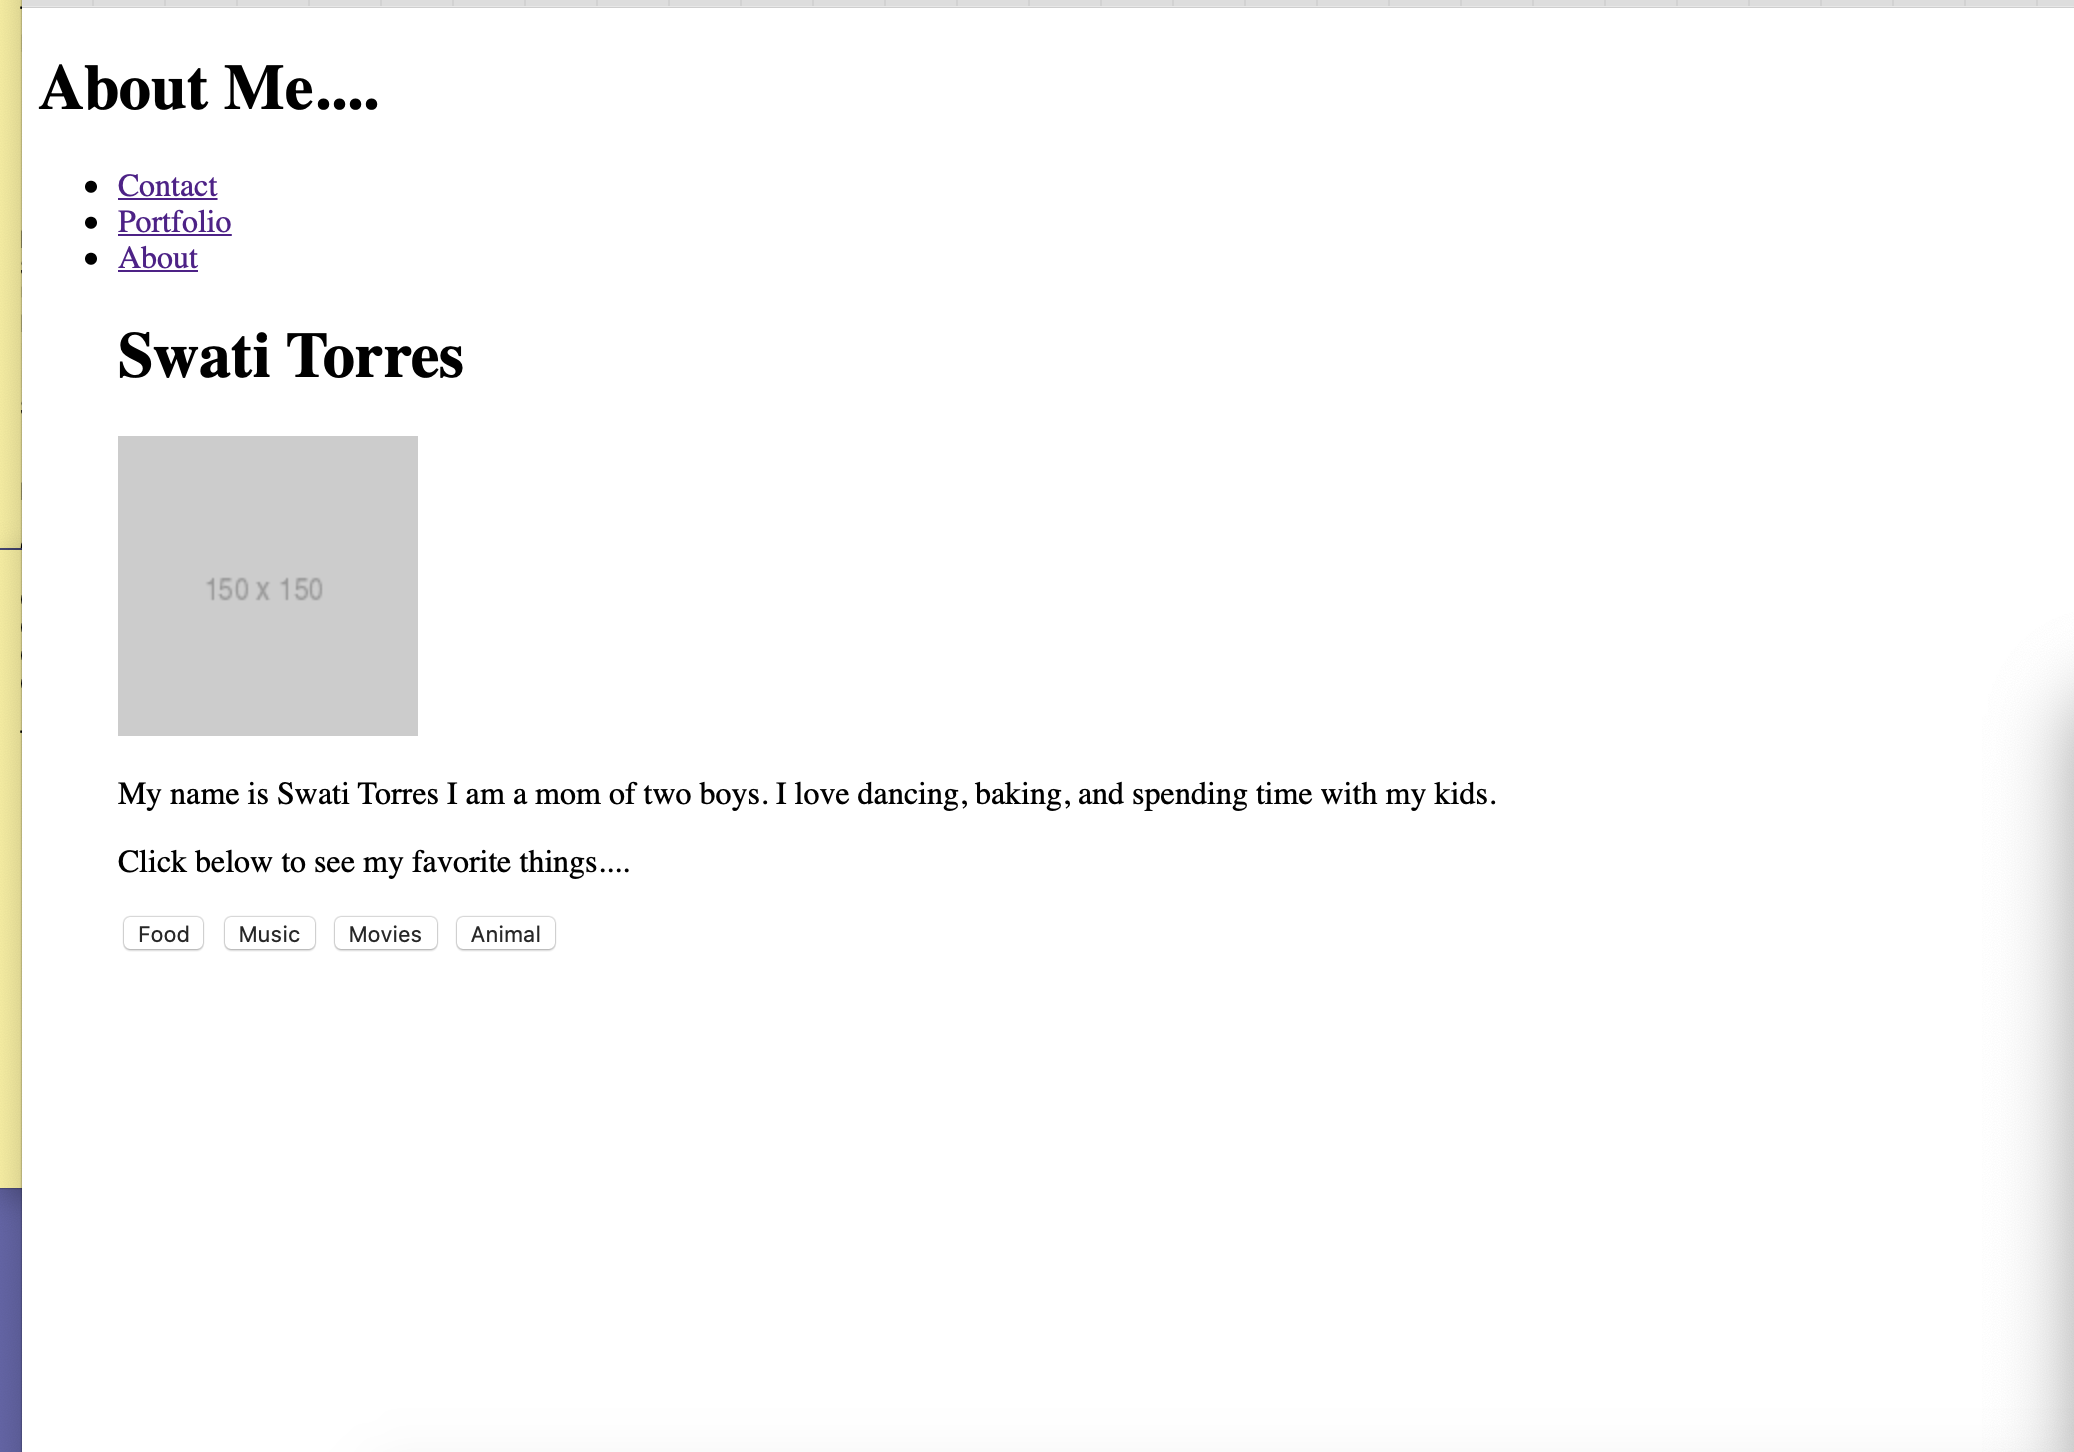 About Me....
Contact
Portfolio
About
Swati Torres
150 x 150
My name is Swati Torres I am a mom of two boys. I love dancing, baking, and spending time with my kids.
Click below to see my favorite things....
Food Music Movies Animal